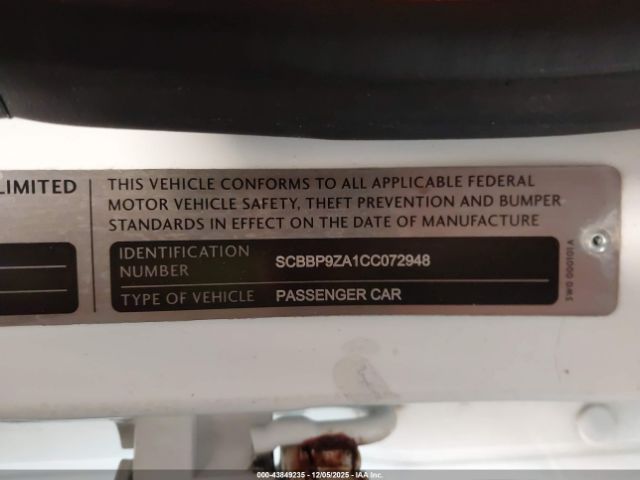 LIMITED
THIS VEHICLE CONFORMS TO ALL APPLICABLE FEDERAL
MOTOR VEHICLE SAFETY, THEFT PREVENTION AND BUMPER
STANDARDS IN EFFECT ON THE DATE OF MANUFACTURE
IDENTIFICATION
NUMBER
SCBBP9ZA1CC072948
TYPE OF VEHICLE
PASSENGER CAR
3W0 000101A
000-43849235 - 12/05/2025 - IAA Inc.